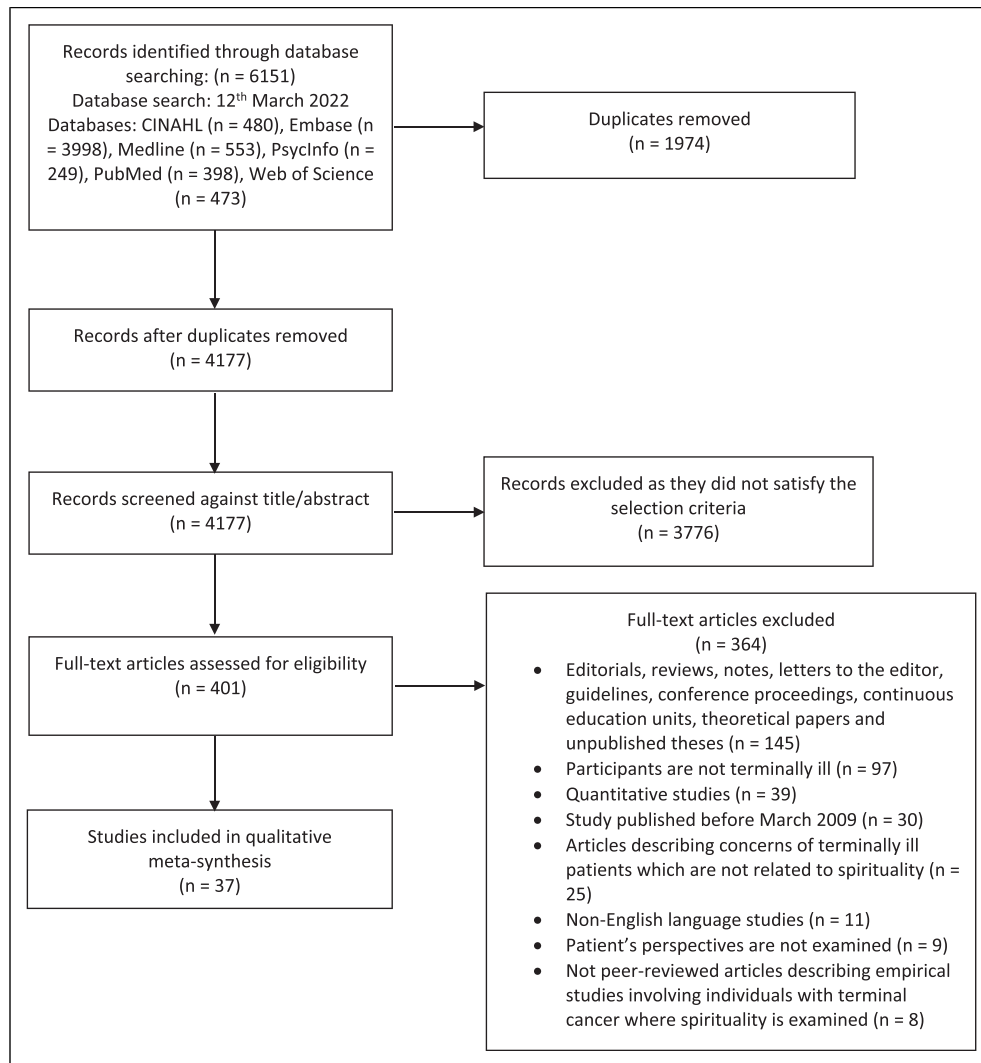 Records identified through database
searching: (n = 6151)
Database search: 12th March 2022
Databases: CINAHL (n = 480), Embase (n
= 3998), Medline (n = 553), PsycInfo (n =
249), PubMed (n = 398), Web of Science
(n = 473)
Duplicates removed
(n = 1974)
Records after duplicates removed
(n = 4177)
Records screened against title/abstract
(n = 4177)
Records excluded as they did not satisfy the
selection criteria
(n = 3776)
Full-text articles assessed for eligibility
(n = 401)
Full-text articles excluded
(n = 364)
• Editorials, reviews, notes, letters to the editor,
guidelines, conference proceedings, continuous
education units, theoretical papers and
unpublished theses (n = 145)
• Participants are not terminally ill (n = 97)
• Quantitative studies (n = 39)
• Study published before March 2009 (n = 30)
• Articles describing concerns of terminally ill
patients which are not related to spirituality (n =
25)
• Non-English language studies (n = 11)
• Patient's perspectives are not examined (n = 9)
• Not peer-reviewed articles describing empirical
studies involving individuals with terminal
cancer where spirituality is examined (n = 8)
Studies included in qualitative
meta-synthesis
(n = 37)